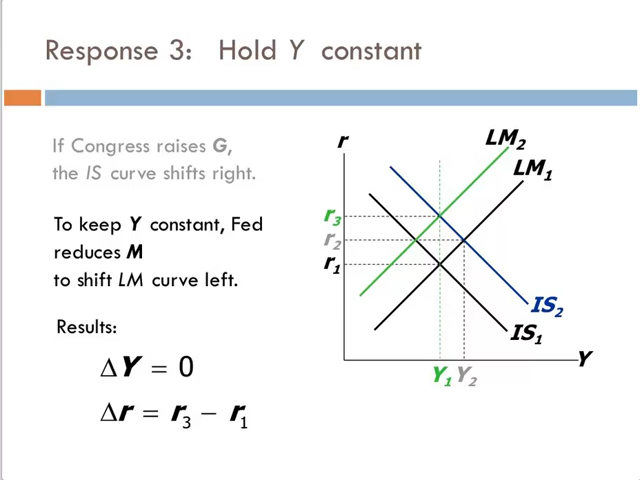 Response 3: Hold Y constant
If Congress raises G,
the IS curve shifts right.
To keep Y constant, Fed
reduces M
to shift LM curve left.
Results:
ΔY = 0
Δr = r₃ − r₁
r
LM₂
LM₁
r₃
r₂
r₁
IS₂
IS₁
Y
Y₁ Y₂